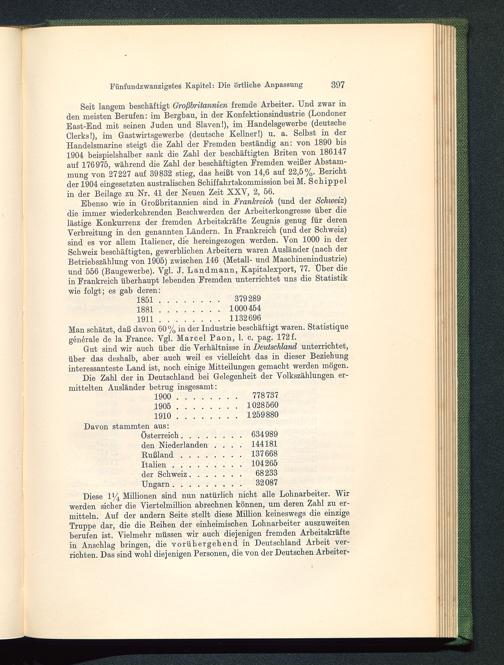 Fünfundzwanzigstes Kapitel: Die örtliche Anpassung 397
Seit langem beschäftigt Großbritannien fremde Arbeiter. Und zwar in
den meisten Berufen: im Bergbau, in der Konfektionsindustrie (Londoner
East-End mit seinen Juden und Slaven!), im Handelsgewerbe (deutsche
Clerks!), im Gastwirtsgewerbe (deutsche Kellner!) u. a. Selbst in der
Handelsmarine steigt die Zahl der Fremden beständig an: von 1890 bis
1904 beispielshalber sank die Zahl der beschäftigten Briten von 186147
auf 176975, während die Zahl der beschäftigten Fremden weißer Abstam-
mung von 27227 auf 39832 stieg, das heißt von 14,6 auf 22,5%. Bericht
der 1904 eingesetzten australischen Schiffahrtskommission bei M. Schippel
in der Beilage zu Nr. 41 der Neuen Zeit XXV, 2, 56.
Ebenso wie in Großbritannien sind in Frankreich (und der Schweiz)
die immer wiederkehrenden Beschwerden der Arbeiterkongresse über die
lästige Konkurrenz der fremden Arbeitskräfte Zeugnis genug für deren
Verbreitung in den genannten Ländern. In Frankreich (und der Schweiz)
sind es vor allem Italiener, die hereingezogen werden. Von 1000 in der
Schweiz beschäftigten, gewerblichen Arbeitern waren Ausländer (nach der
Betriebszählung von 1905) zwischen 146 (Metall- und Maschinenindustrie)
und 556 (Baugewerbe). Vgl. J. Landmann, Kapitalexport, 77. Über die
in Frankreich überhaupt lebenden Fremden unterrichtet uns die Statistik
wie folgt; es gab deren:
1851 . . . . . . . . 379289
1881 . . . . . . . . 1000454
1911 . . . . . . . . 1132696
Man schätzt, daß davon 60% in der Industrie beschäftigt waren. Statistique
générale de la France. Vgl. Marcel Paon, l. c. pag. 172f.
Gut sind wir auch über die Verhältnisse in Deutschland unterrichtet,
über das deshalb, aber auch weil es vielleicht das in dieser Beziehung
interessanteste Land ist, noch einige Mitteilungen gemacht werden mögen.
Die Zahl der in Deutschland bei Gelegenheit der Volkszählungen er-
mittelten Ausländer betrug insgesamt:
1900 . . . . . . . . 778737
1905 . . . . . . . . 1028560
1910 . . . . . . . . 1259880
Davon stammten aus:
Österreich . . . . . . . . 634989
den Niederlanden . . . . 144181
Rußland . . . . . . . . 137668
Italien . . . . . . . . . 104265
der Schweiz . . . . . . . 68233
Ungarn . . . . . . . . . 32087
Diese 1¼ Millionen sind nun natürlich nicht alle Lohnarbeiter. Wir
werden sicher die Viertelmillion abrechnen können, um deren Zahl zu er-
mitteln. Auf der andern Seite stellt diese Million keineswegs die einzige
Truppe dar, die die Reihen der einheimischen Lohnarbeiter auszuweiten
berufen ist. Vielmehr müssen wir auch diejenigen fremden Arbeitskräfte
in Anschlag bringen, die vorübergehend in Deutschland Arbeit ver-
richten. Das sind wohl diejenigen Personen, die von der Deutschen Arbeiter-